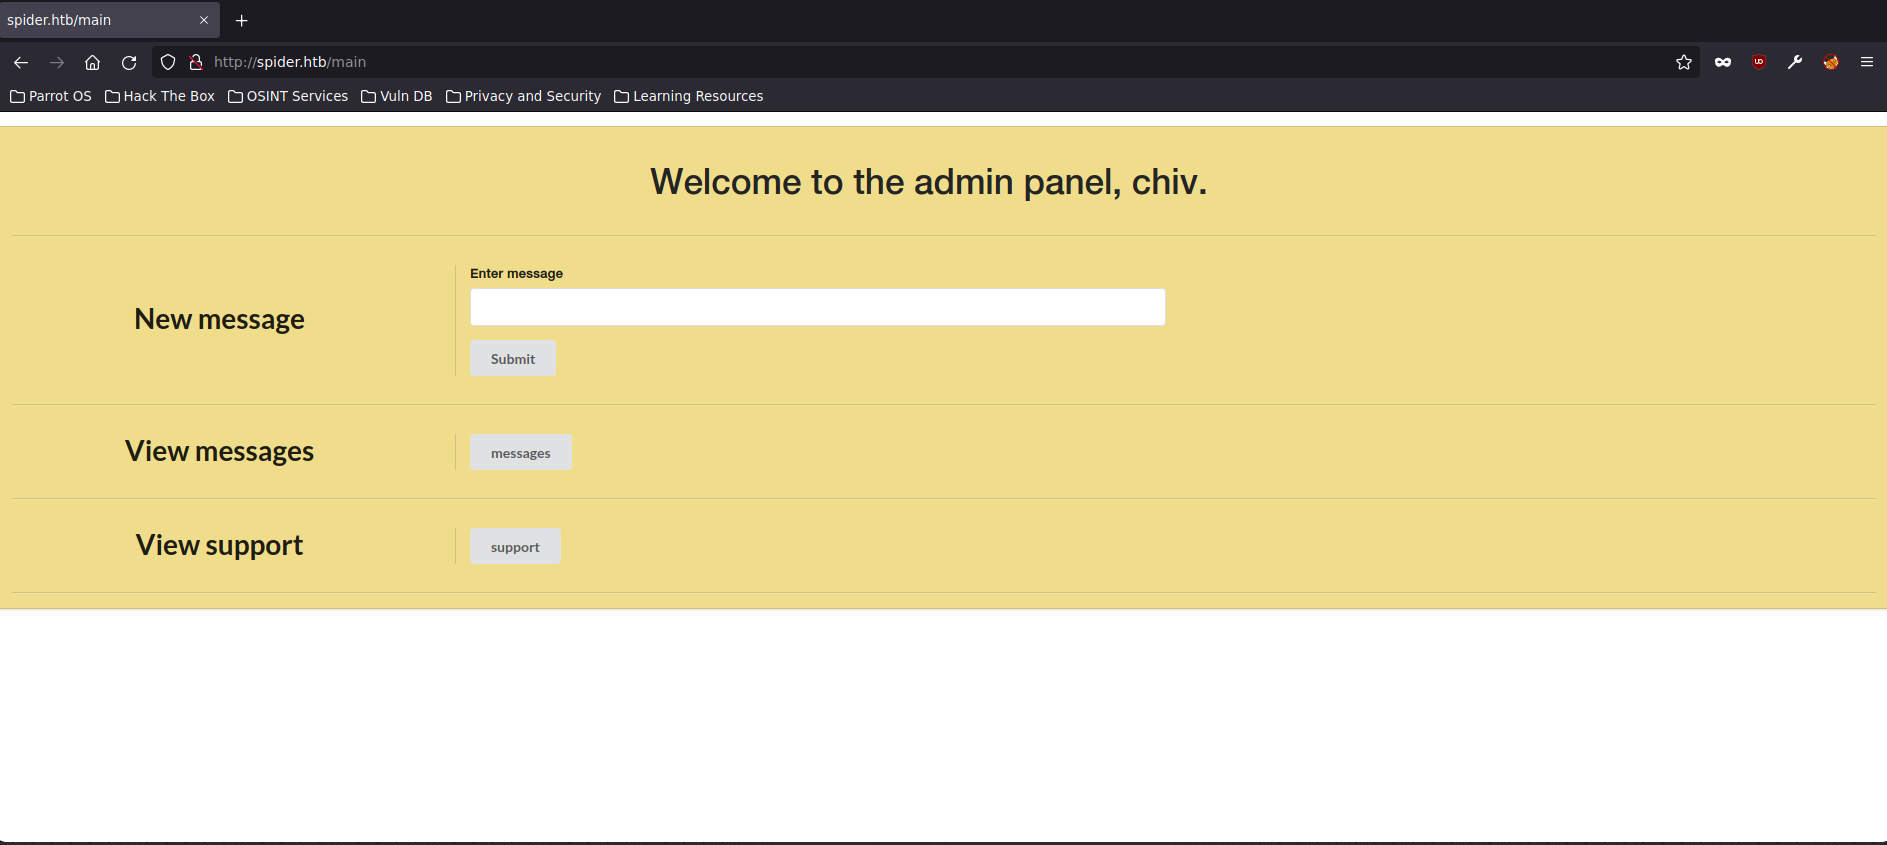 spider.htb/main
http://spider.htb/main
Parrot OS Hack The Box OSINT Services Vuln DB Privacy and Security Learning Resources
Welcome to the admin panel, chiv.
Enter message
New message
Submit
View messages
messages
View support
support